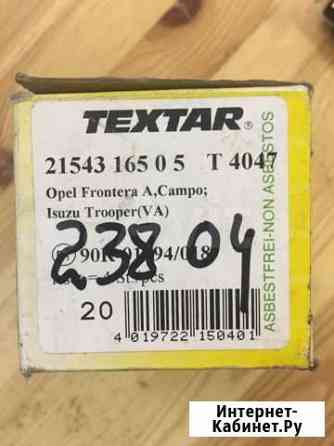 TEXTAR®
21543 165 0 5 T 4047
Opel Frontera A,Campo;
Isuzu Trooper(VA)
238 04
20
4 019722 150401
ASBESTFREI-NON ASBESTOS
Интернет-
Кабинет.Ру